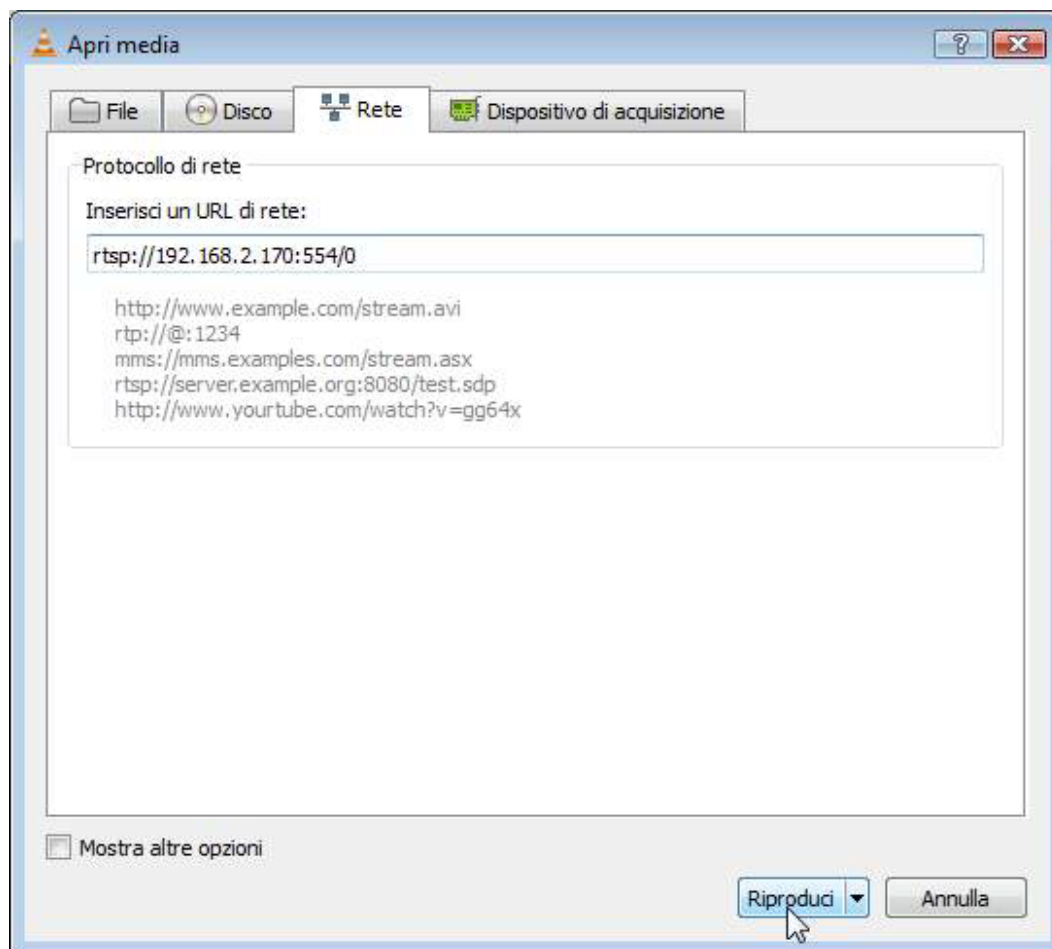 Apri media
File
Disco
Rete
Dispositivo di acquisizione
Protocollo di rete
Inserisci un URL di rete:
rtsp://192.168.2.170:554/0
http://www.example.com/stream.avi
rtp://@:1234
mms://mms.examples.com/stream.asx
rtsp://server.example.org:8080/test.sdp
http://www.yourtube.com/watch?v=gg64x
Mostra altre opzioni
Riproduci
Annulla